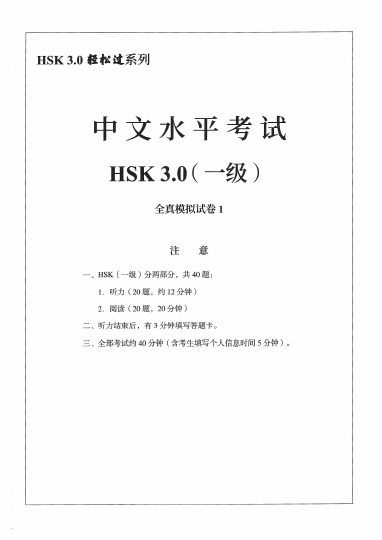 HSK 3.0 轻松过系列
中文水平考试
HSK 3.0（一级）
全真模拟试卷 1
注 意
一、HSK（一级）分两部分，共 40 题：
1. 听力（20 题，约 12 分钟）
2. 阅读（20 题，20 分钟）
二、听力结束后，有 3 分钟填写答题卡。
三、全部考试约 40 分钟（含考生填写个人信息时间 5 分钟）。